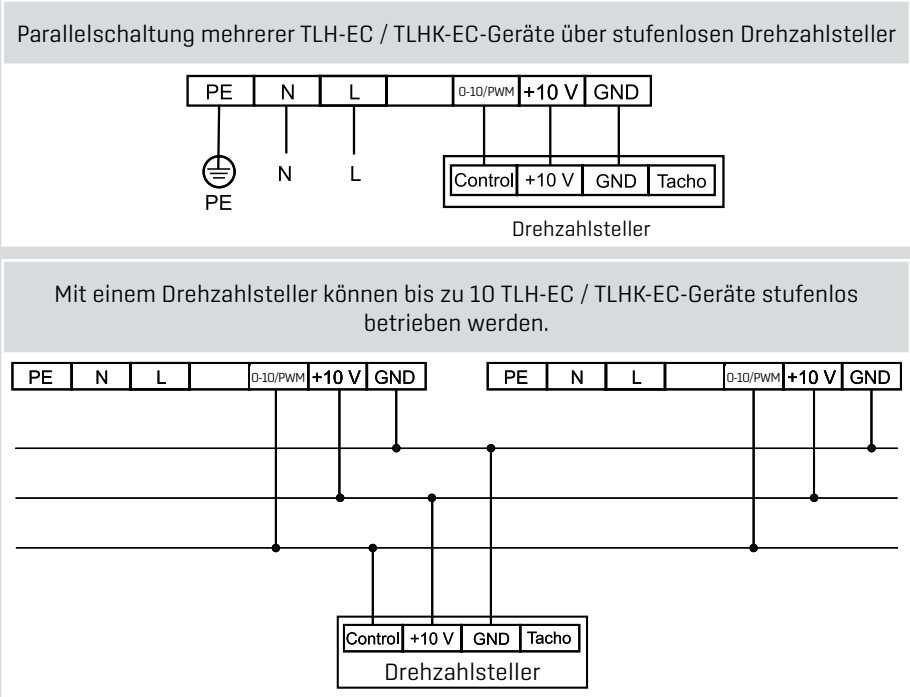 Parallelschaltung mehrerer TLH-EC / TLHK-EC-Geräte über stufenlosen Drehzahlsteller
PE N L 0-10/PWM +10 V GND
N L
PE
Control +10 V GND Tacho
Drehzahlsteller
Mit einem Drehzahlsteller können bis zu 10 TLH-EC / TLHK-EC-Geräte stufenlos
betrieben werden.
PE N L 0-10/PWM +10 V GND PE N L 0-10/PWM +10 V GND
Control +10 V GND Tacho
Drehzahlsteller